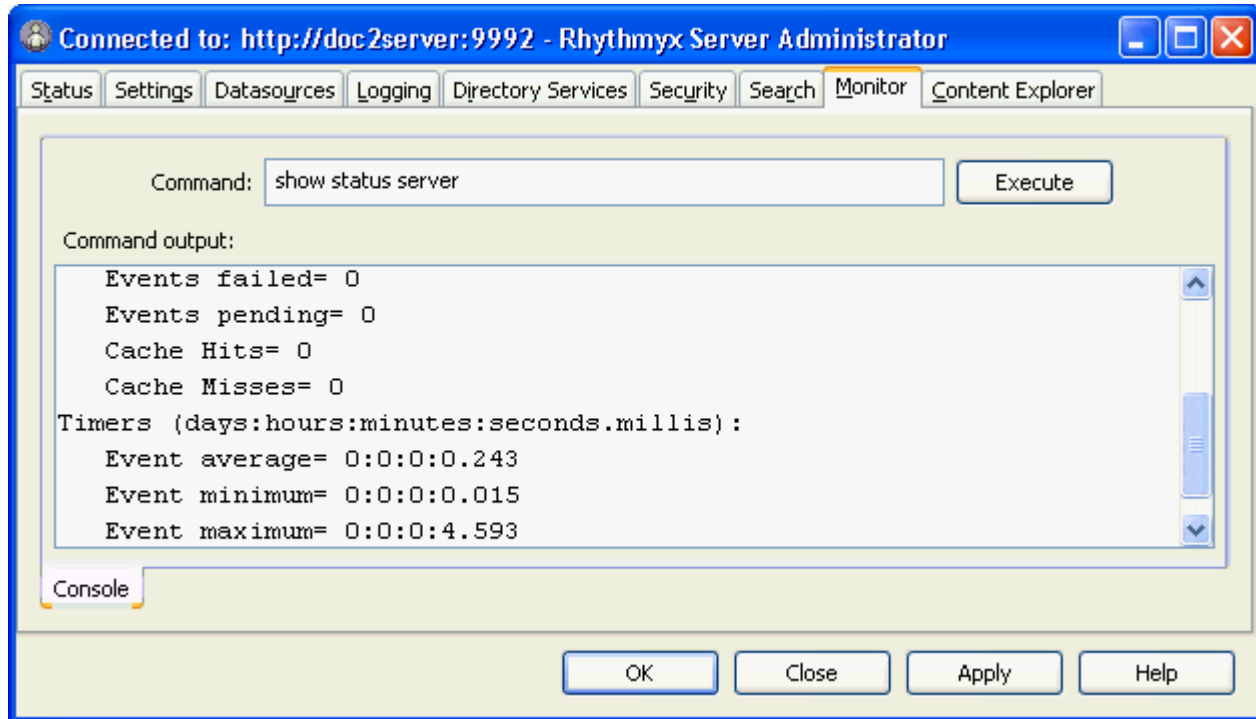 Connected to: http://doc2server:9992 - Rhythmyx Server Administrator
Status Settings Datasources Logging Directory Services Security Search Monitor Content Explorer
Command: show status server Execute
Command output:
Events failed= 0
Events pending= 0
Cache Hits= 0
Cache Misses= 0
Timers (days:hours:minutes:seconds.millis):
Event average= 0:0:0:0.243
Event minimum= 0:0:0:0.015
Event maximum= 0:0:0:4.593
Console
OK Close Apply Help